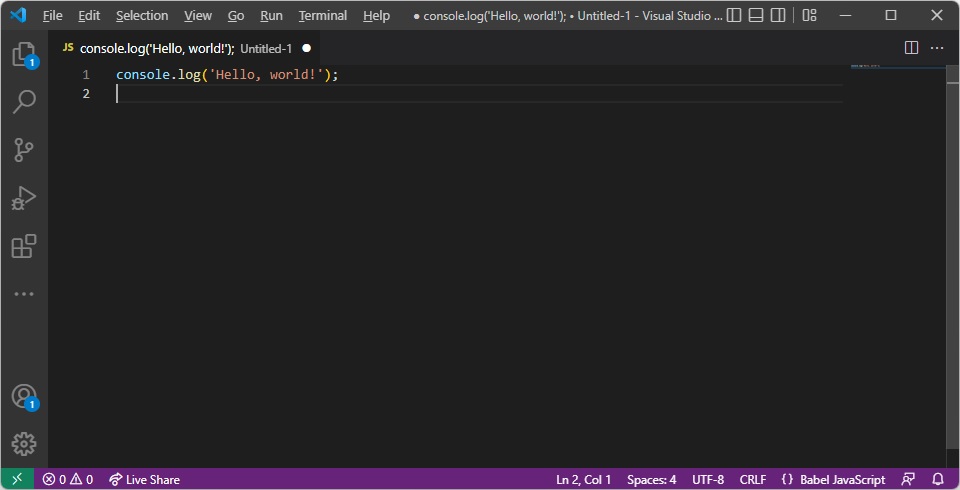 File Edit Selection View Go Run Terminal Help ● console.log('Hello, world!'); • Untitled-1 - Visual Studio ...
JS console.log('Hello, world!'); Untitled-1 ●
1 console.log('Hello, world!');
2
1
1
0 0 Live Share Ln 2, Col 1 Spaces: 4 UTF-8 CRLF { } Babel JavaScript